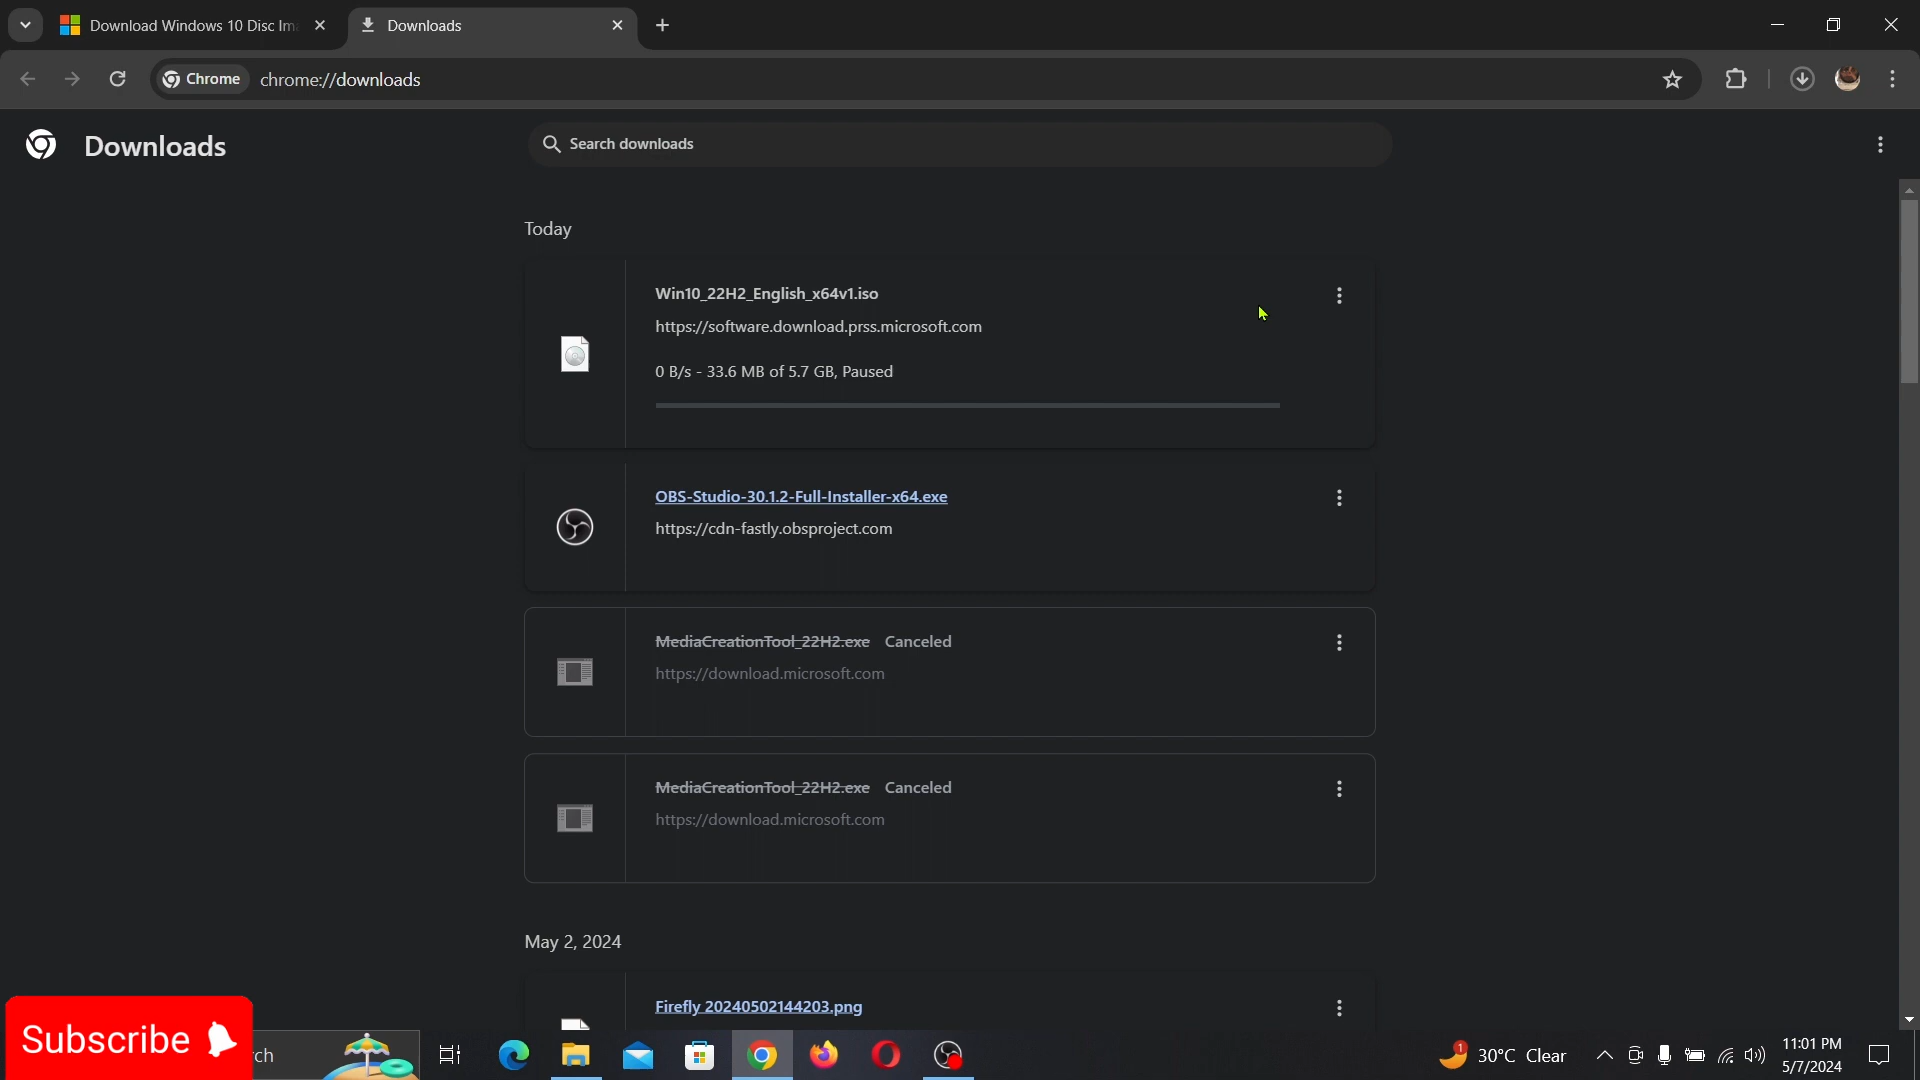 Download Windows 10 Disc Im
Downloads
Chrome
chrome://downloads
Downloads
Search downloads
Today
Win10_22H2_English_x64v1.iso
https://software.download.prss.microsoft.com
0 B/s - 33.6 MB of 5.7 GB, Paused
OBS-Studio-30.1.2-Full-Installer-x64.exe
https://cdn-fastly.obsproject.com
MediaCreationTool_22H2.exe Canceled
https://download.microsoft.com
MediaCreationTool_22H2.exe Canceled
https://download.microsoft.com
May 2, 2024
Firefly 20240502144203.png
Subscribe
rch
1
30°C Clear
11:01 PM
5/7/2024